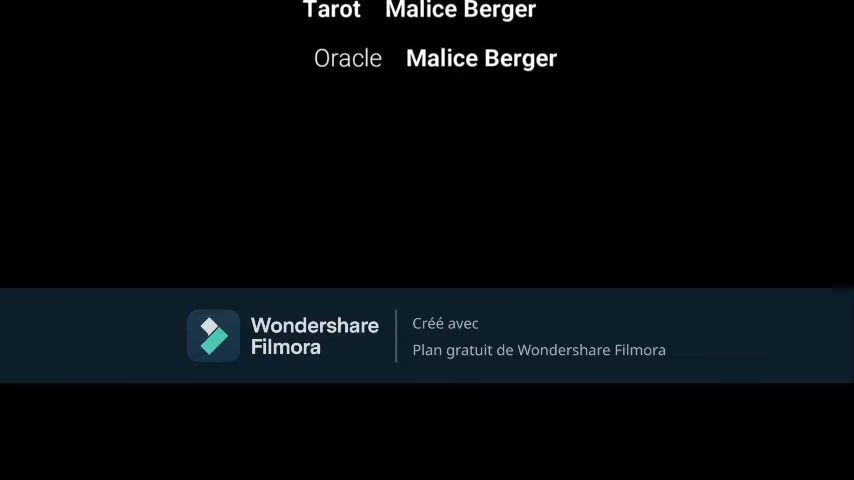 Tarot Malice Berger
Oracle Malice Berger
Wondershare
Filmora
Créé avec
Plan gratuit de Wondershare Filmora